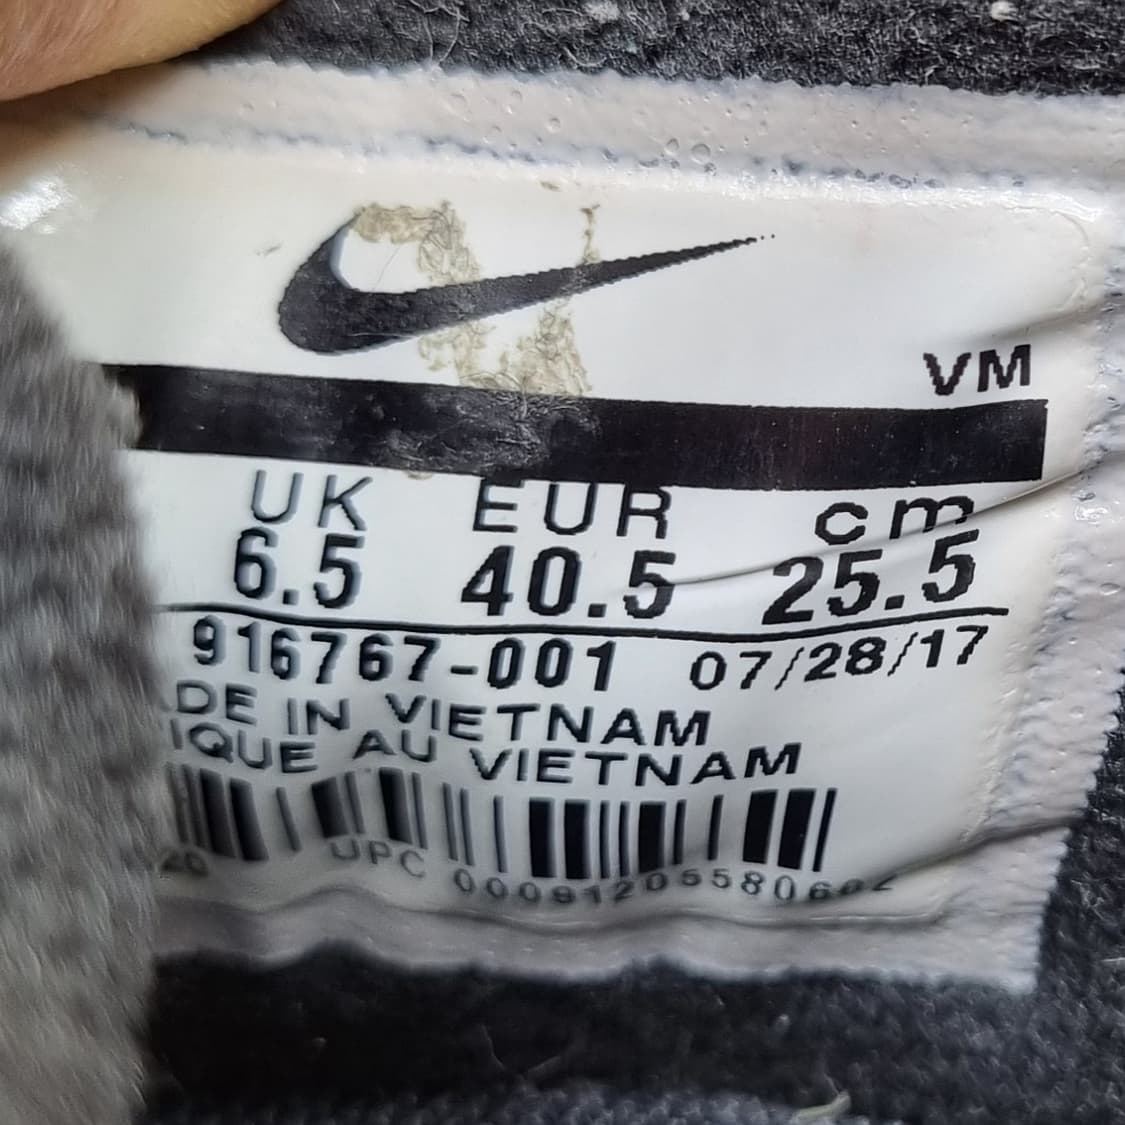 VM
UK EUR cm
6.5 40.5 25.5
916767-001 07/28/17
DE IN VIETNAM
IQUE AU VIETNAM
UPC